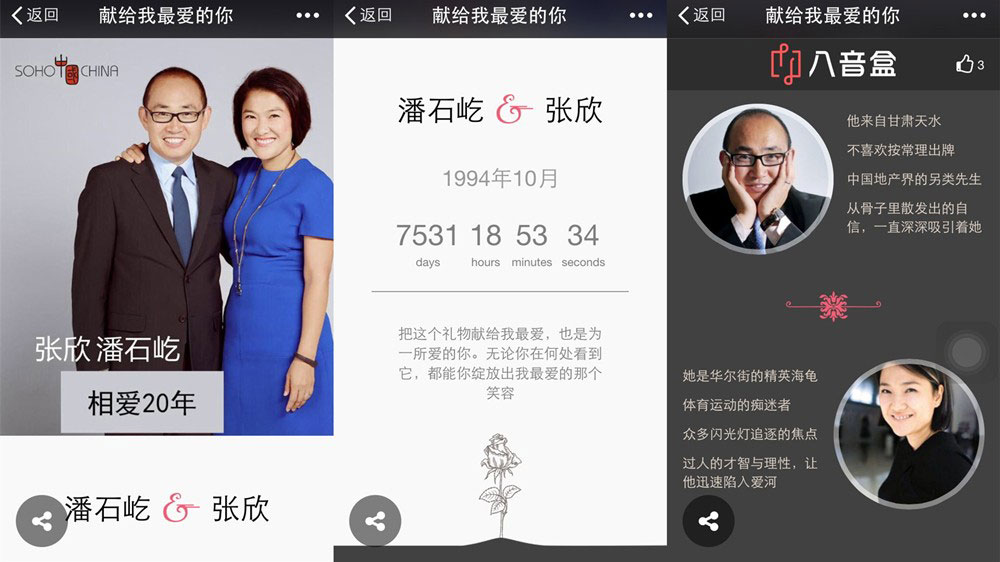 返回
献给我最爱的你
SOHO中国CHINA
张欣 潘石屹
相爱20年
潘石屹 & 张欣
返回
献给我最爱的你
潘石屹 & 张欣
1994年10月
7531 18 53 34
days hours minutes seconds
把这个礼物献给我最爱，也是为
一所爱的你。无论你在何处看到
它，都能你绽放出我最爱的那个
笑容
返回
献给我最爱的你
八音盒
3
他来自甘肃天水
不喜欢按常理出牌
中国地产界的另类先生
从骨子里散发出的自
信，一直深深吸引着她
她是华尔街的精英海龟
体育运动的痴迷者
众多闪光灯追逐的焦点
过人的才智与理性，让
他迅速陷入爱河